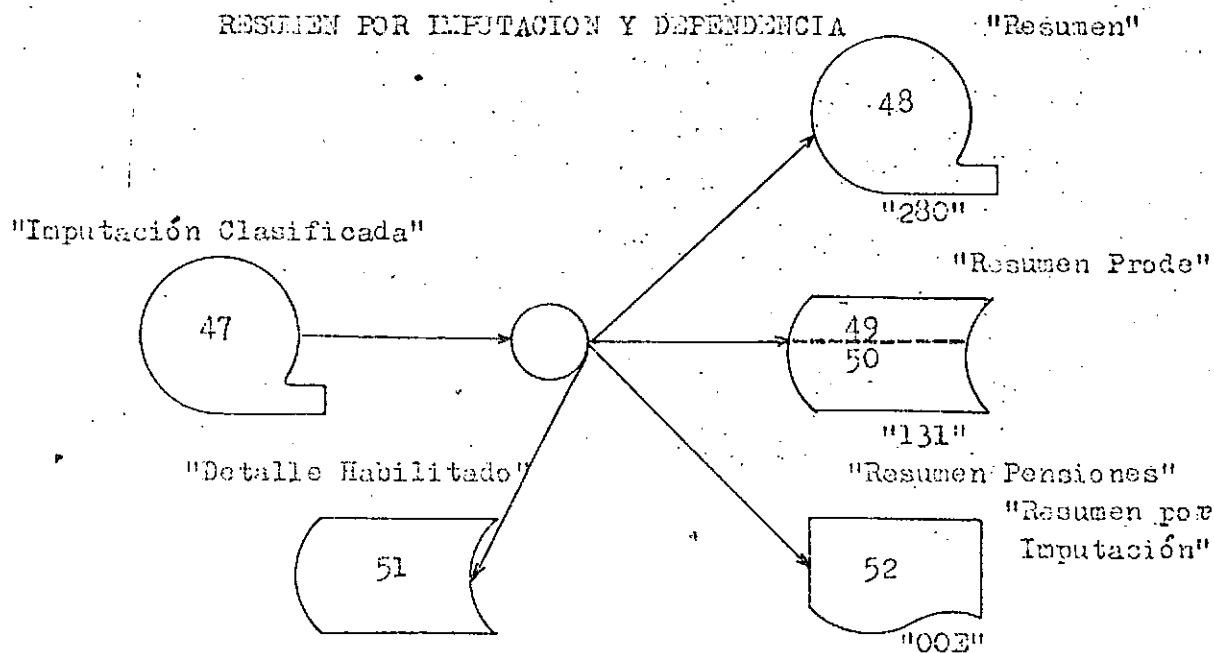 RESUMEN POR IMPUTACION Y DEPENDENCIA
"Resumen"
48
"280"
"Imputación Clasificada"
47
"Resumen Prode"
49
50
"131"
"Detalle Habilitado"
51
"Resumen Pensiones"
"Resumen por
Imputación"
52
"00E"